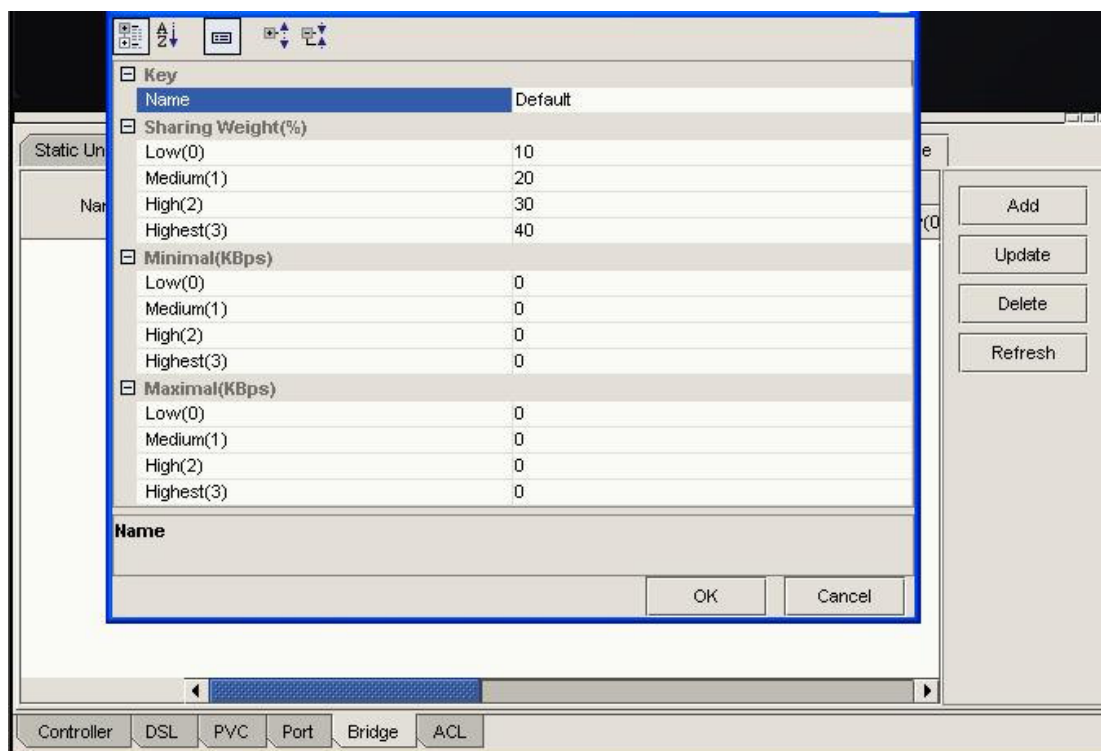 Key
Name Default
Sharing Weight(%)
Low(0) 10
Medium(1) 20
High(2) 30
Highest(3) 40
Minimal(KBps)
Low(0) 0
Medium(1) 0
High(2) 0
Highest(3) 0
Maximal(KBps)
Low(0) 0
Medium(1) 0
High(2) 0
Highest(3) 0
Name
OK Cancel
Static Un
e
Nar
(0
Add
Update
Delete
Refresh
Controller DSL PVC Port Bridge ACL